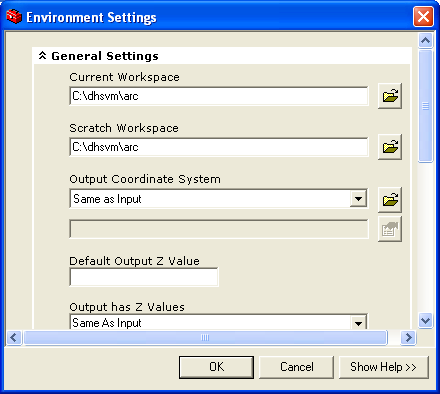 Environment Settings
General Settings
Current Workspace
C:\dhsvm\arc
Scratch Workspace
C:\dhsvm\arc
Output Coordinate System
Same as Input
Default Output Z Value
Output has Z Values
Same As Input
OK Cancel Show Help >>